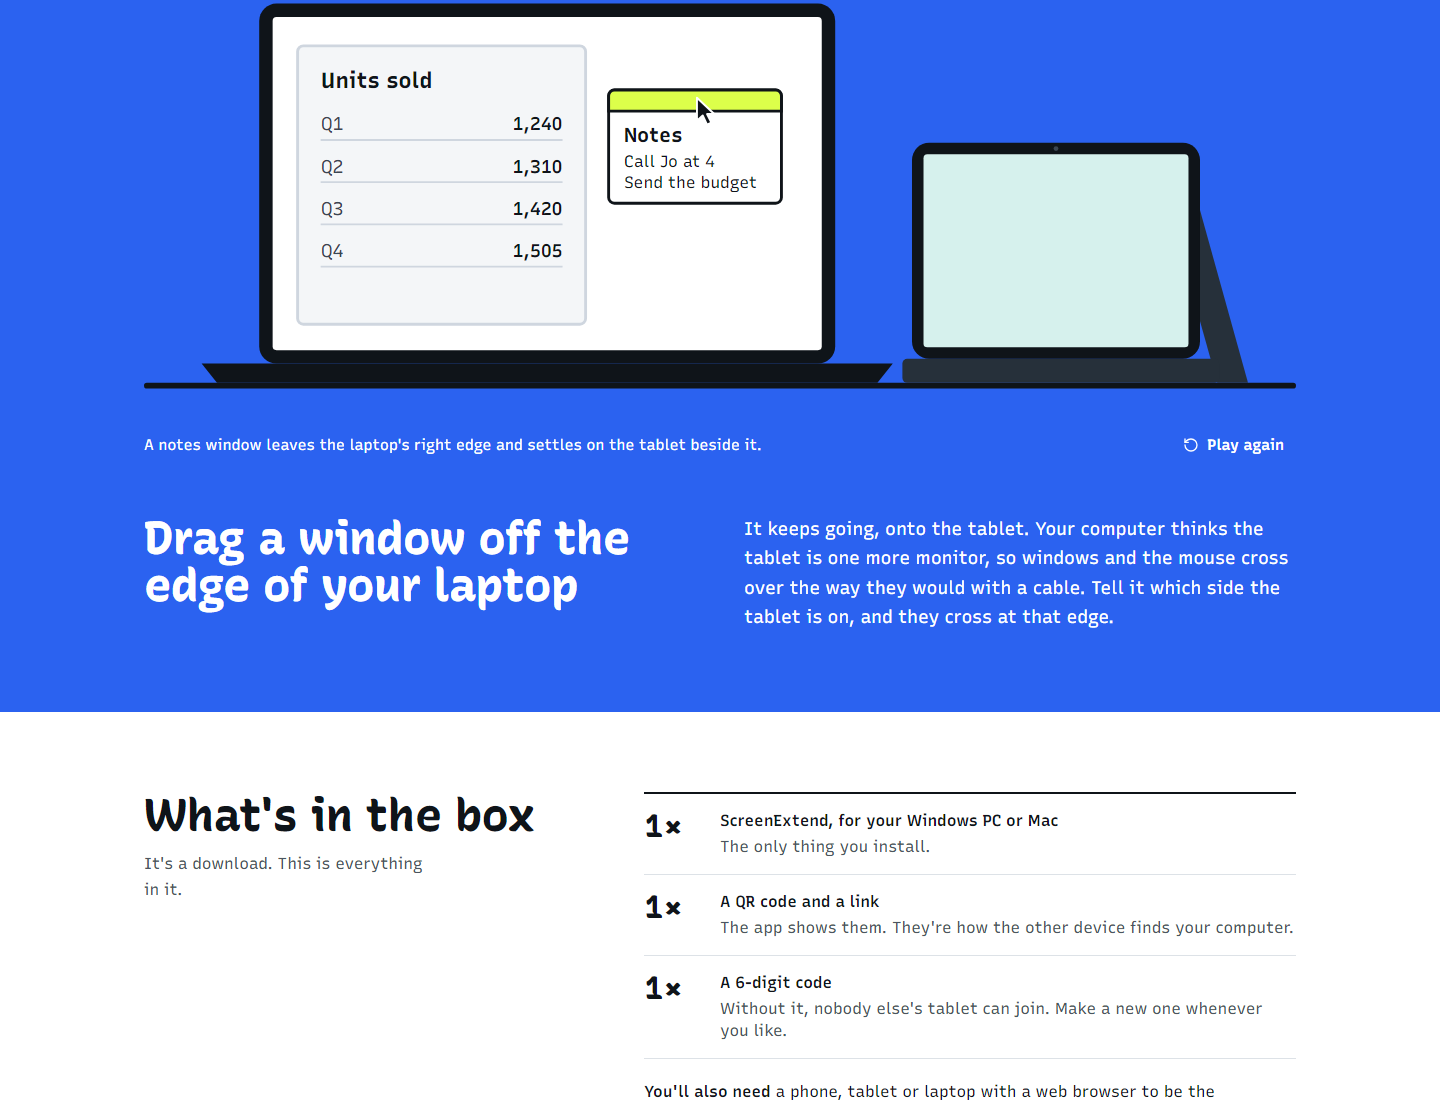 Units sold
Q1 1,240
Q2 1,310
Q3 1,420
Q4 1,505
Notes
Call Jo at 4
Send the budget
A notes window leaves the laptop's right edge and settles on the tablet beside it.
Play again
Drag a window off the
edge of your laptop
It keeps going, onto the tablet. Your computer thinks the
tablet is one more monitor, so windows and the mouse cross
over the way they would with a cable. Tell it which side the
tablet is on, and they cross at that edge.
What's in the box
It's a download. This is everything
in it.
1× ScreenExtend, for your Windows PC or Mac
The only thing you install.
1× A QR code and a link
The app shows them. They're how the other device finds your computer.
1× A 6-digit code
Without it, nobody else's tablet can join. Make a new one whenever
you like.
You'll also need a phone, tablet or laptop with a web browser to be the